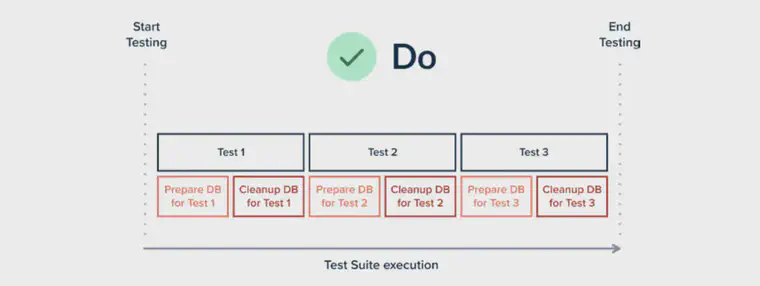 Start
Testing
End
Testing
Do
Test 1
Test 2
Test 3
Prepare DB
for Test 1
Cleanup DB
for Test 1
Prepare DB
for Test 2
Cleanup DB
for Test 2
Prepare DB
for Test 3
Cleanup DB
for Test 3
Test Suite execution